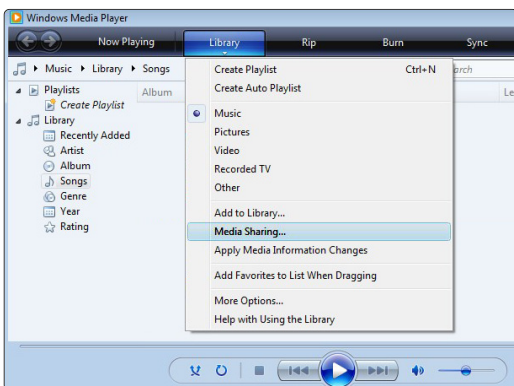 Windows Media Player
Now Playing
Library
Rip
Burn
Sync
Music Library Songs
Playlists
Album
Create Playlist
Library
Recently Added
Artist
Album
Songs
Genre
Year
Rating
Create Playlist Ctrl+N
Create Auto Playlist
Music
Pictures
Video
Recorded TV
Other
Add to Library...
Media Sharing...
Apply Media Information Changes
Add Favorites to List When Dragging
More Options...
Help with Using the Library